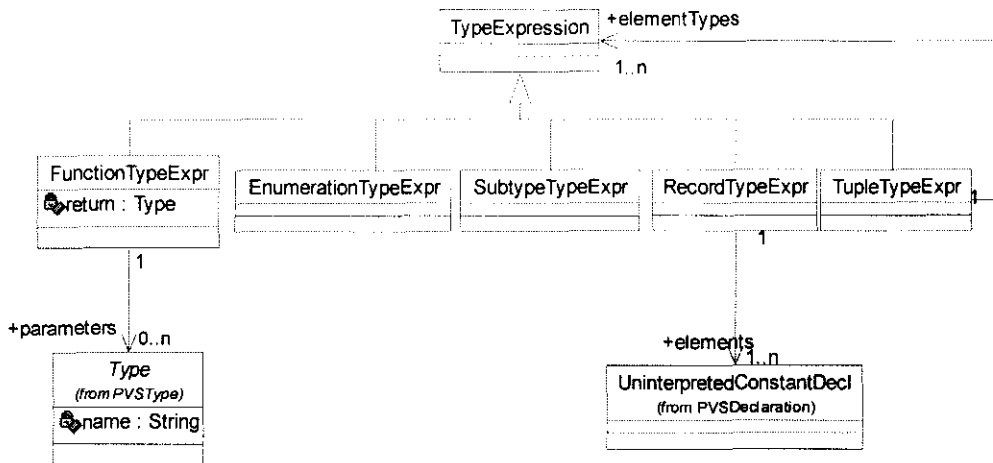 TypeExpression
+elementTypes
1..n
FunctionTypeExpr
return : Type
EnumerationTypeExpr
SubtypeTypeExpr
RecordTypeExpr
TupleTypeExpr
1
1
1
+parameters
0..n
+elements
1..n
Type
(from PVSType)
name : String
UninterpretedConstantDecl
(from PVSDeclaration)